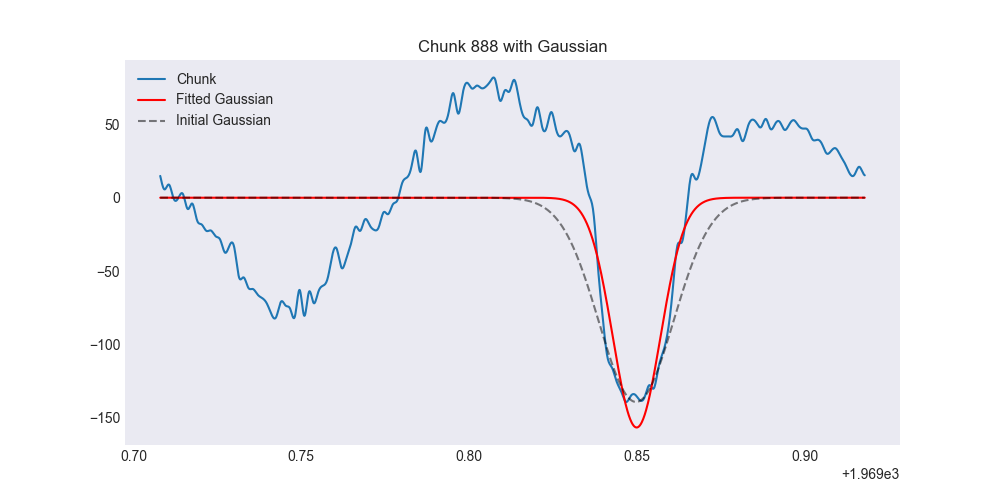 Chunk 888 with Gaussian
Chunk
Fitted Gaussian
Initial Gaussian
50
0
−50
−100
−150
0.70 0.75 0.80 0.85 0.90
+1.969e3